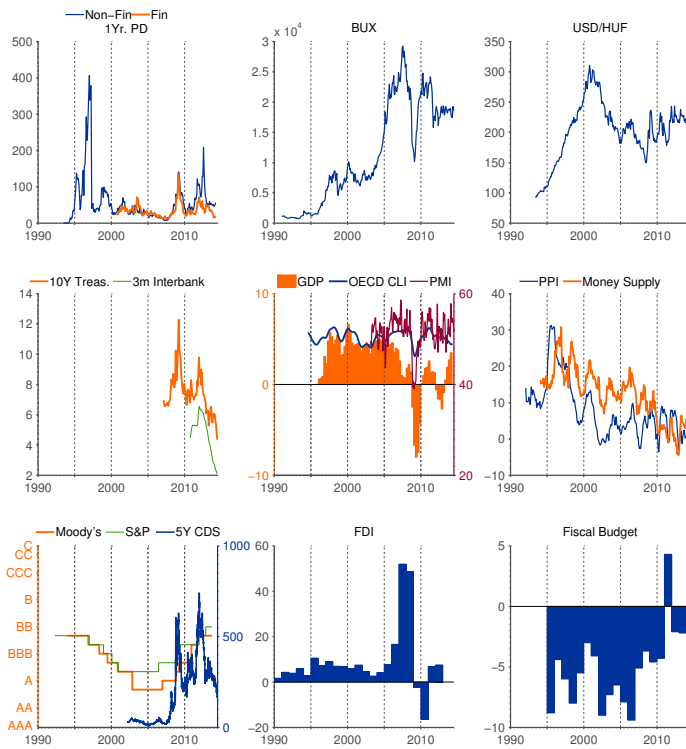 Non−Fin Fin
1Yr. PD
500
400
300
200
100
0
1990 2000 2010
BUX
x 10⁴
3
2.5
2
1.5
1
0.5
0
1990 2000 2010
USD/HUF
350
300
250
200
150
100
50
1990 2000 2010
10Y Treas. 3m Interbank
14
12
10
8
6
4
2
1990 2000 2010
GDP OECD CLI PMI
10
0
−10
60
40
20
1990 2000 2010
PPI Money Supply
40
30
20
10
0
−10
1990 2000 2010
Moody's S&P 5Y CDS
C
CC
CCC
B
BB
BBB
A
AA
AAA
1000
500
0
1990 2000 2010
FDI
60
40
20
0
−20
1990 2000 2010
Fiscal Budget
5
0
−5
−10
1990 2000 2010